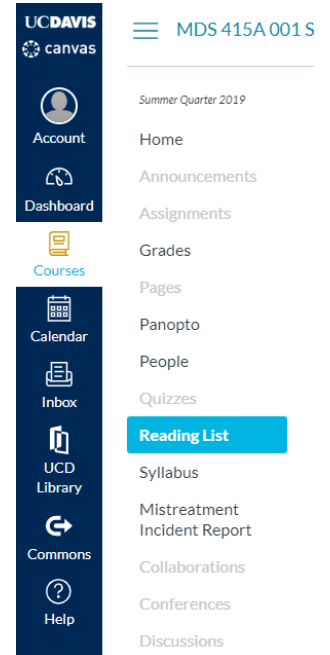 UCDAVIS
canvas
Account
Dashboard
Courses
Calendar
Inbox
UCD
Library
Commons
Help
MDS 415A 001 S
Summer Quarter 2019
Home
Announcements
Assignments
Grades
Pages
Panopto
People
Quizzes
Reading List
Syllabus
Mistreatment
Incident Report
Collaborations
Conferences
Discussions